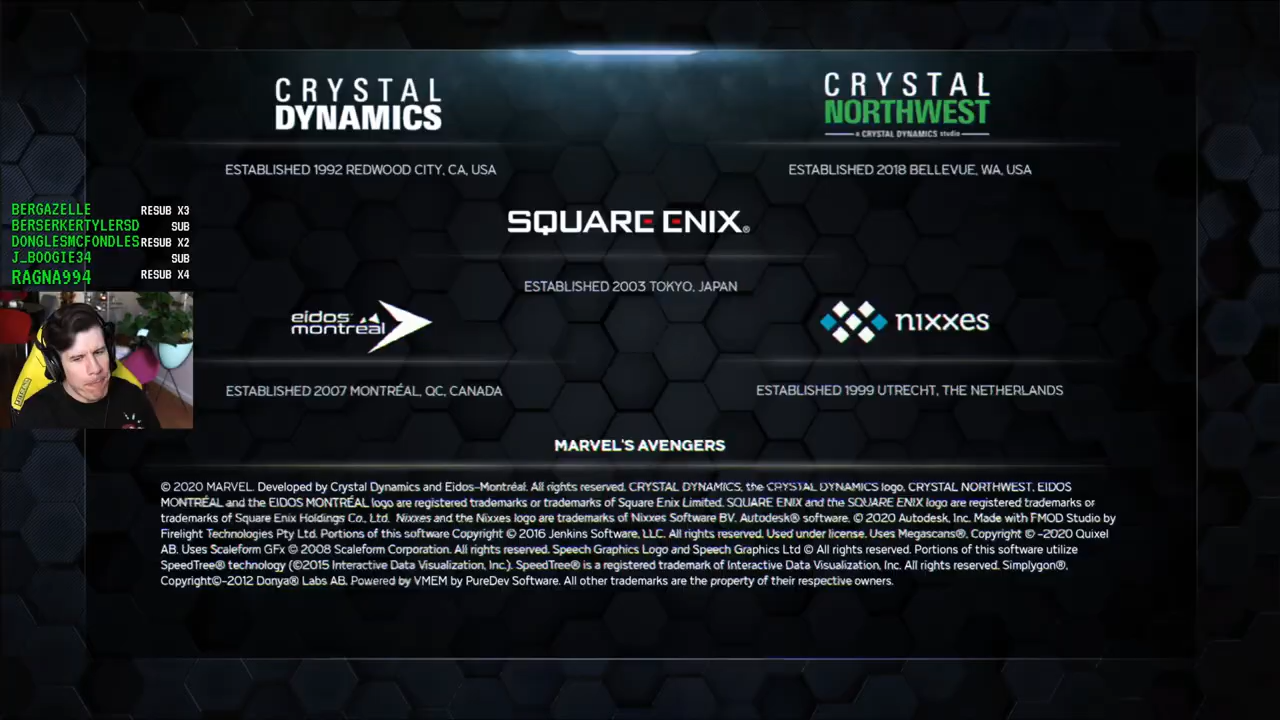 CRYSTAL
DYNAMICS
CRYSTAL
NORTHWEST
a CRYSTAL DYNAMICS studio
ESTABLISHED 1992 REDWOOD CITY, CA, USA
ESTABLISHED 2018 BELLEVUE, WA, USA
BERGAZELLE RESUB X3
BERSERKERTYLERSD SUB
DONGLESMCFONDLES RESUB X2
J_BOOGIE34 SUB
RAGNA994 RESUB X4
SQUARE ENIX®
ESTABLISHED 2003 TOKYO, JAPAN
eidos
montréal
nixxes
ESTABLISHED 2007 MONTRÉAL, QC, CANADA
ESTABLISHED 1999 UTRECHT, THE NETHERLANDS
MARVEL'S AVENGERS
© 2020 MARVEL. Developed by Crystal Dynamics and Eidos-Montréal. All rights reserved. CRYSTAL DYNAMICS, the CRYSTAL DYNAMICS logo, CRYSTAL NORTHWEST, EIDOS
MONTRÉAL and the EIDOS MONTRÉAL logo are registered trademarks or trademarks of Square Enix Limited. SQUARE ENIX and the SQUARE ENIX logo are registered trademarks or
trademarks of Square Enix Holdings Co., Ltd. Nixxes and the Nixxes logo are trademarks of Nixxes Software BV. Autodesk® software. © 2020 Autodesk, Inc. Made with FMOD Studio by
Firelight Technologies Pty Ltd. Portions of this software Copyright © 2016 Jenkins Software, LLC. All rights reserved. Used under license. Uses Megascans®, Copyright © -2020 Quixel
AB. Uses Scaleform GFx © 2008 Scaleform Corporation. All rights reserved. Speech Graphics Logo and Speech Graphics Ltd © All rights reserved. Portions of this software utilize
SpeedTree® technology (©2015 Interactive Data Visualization, Inc.). SpeedTree® is a registered trademark of Interactive Data Visualization, Inc. All rights reserved. Simplygon®,
Copyright©-2012 Donya® Labs AB. Powered by VMEM by PureDev Software. All other trademarks are the property of their respective owners.